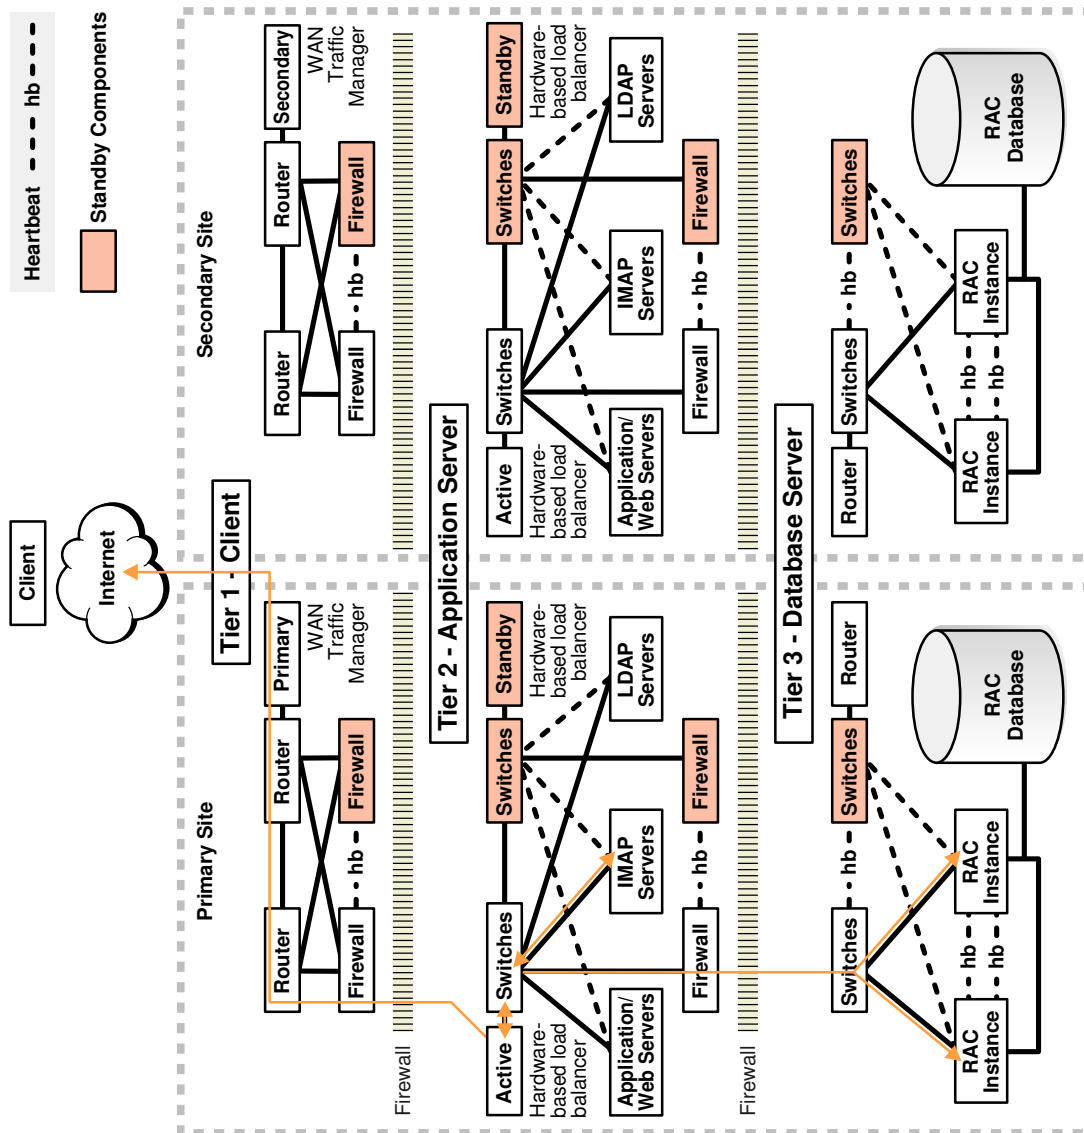 Client
Internet
Heartbeat
hb
Standby Components
Primary Site
Secondary Site
Tier 1 - Client
Router
Router
Primary
WAN
Traffic
Manager
Firewall
hb
Firewall
Router
Router
Secondary
WAN
Traffic
Manager
Firewall
hb
Firewall
Firewall
Tier 2 - Application Server
Active
Switches
Switches
Standby
Hardware-
based load
balancer
Hardware-
based load
balancer
Application/
Web Servers
IMAP
Servers
LDAP
Servers
Firewall
hb
Firewall
Active
Switches
Switches
Standby
Hardware-
based load
balancer
Hardware-
based load
balancer
Application/
Web Servers
IMAP
Servers
LDAP
Servers
Firewall
hb
Firewall
Firewall
Tier 3 - Database Server
Switches
hb
Switches
Router
RAC
Instance
hb
hb
RAC
Instance
RAC
Database
Router
Switches
hb
Switches
RAC
Instance
hb
hb
RAC
Instance
RAC
Database